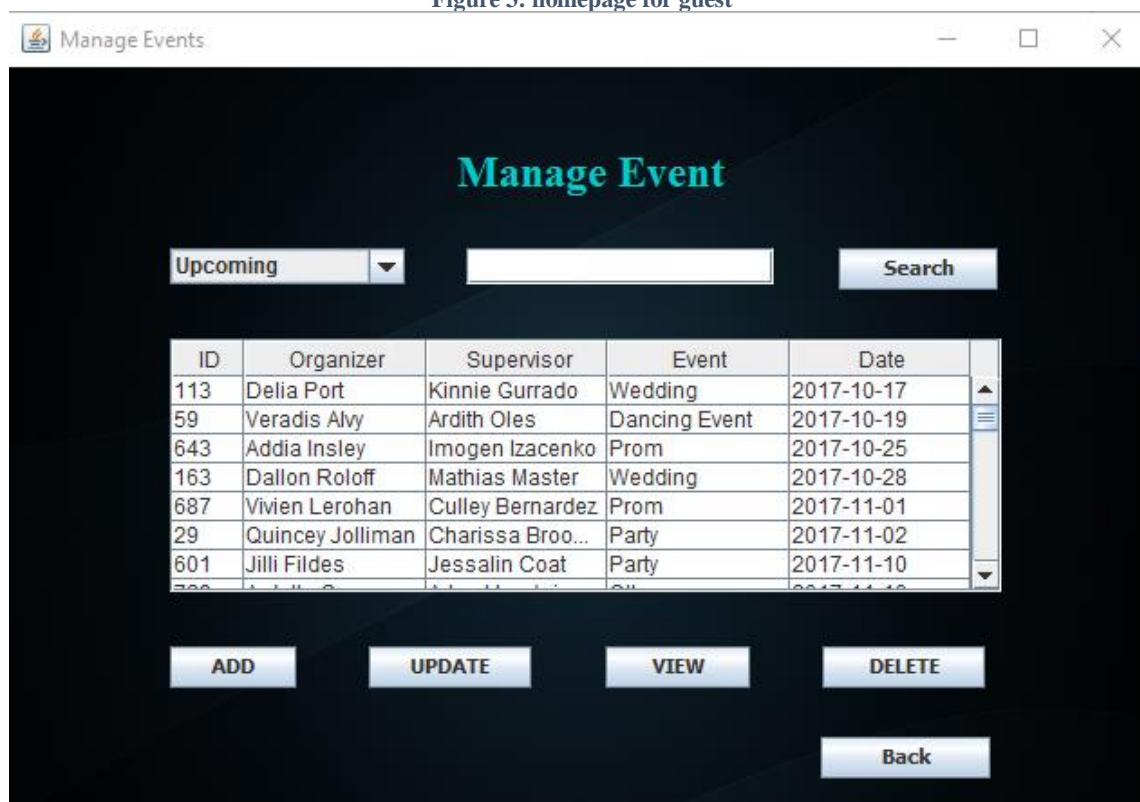 Figure 3: homepage for guest
Manage Events
Manage Event
Upcoming Search
ID Organizer Supervisor Event Date
113 Delia Port Kinnie Gurrado Wedding 2017-10-17
59 Veradis Alvy Ardith Oles Dancing Event 2017-10-19
643 Addia Insley Imogen Izacenko Prom 2017-10-25
163 Dallon Roloff Mathias Master Wedding 2017-10-28
687 Vivien Lerohan Culley Bernardez Prom 2017-11-01
29 Quincey Jolliman Charissa Broo... Party 2017-11-02
601 Jilli Fildes Jessalin Coat Party 2017-11-10
ADD UPDATE VIEW DELETE
Back